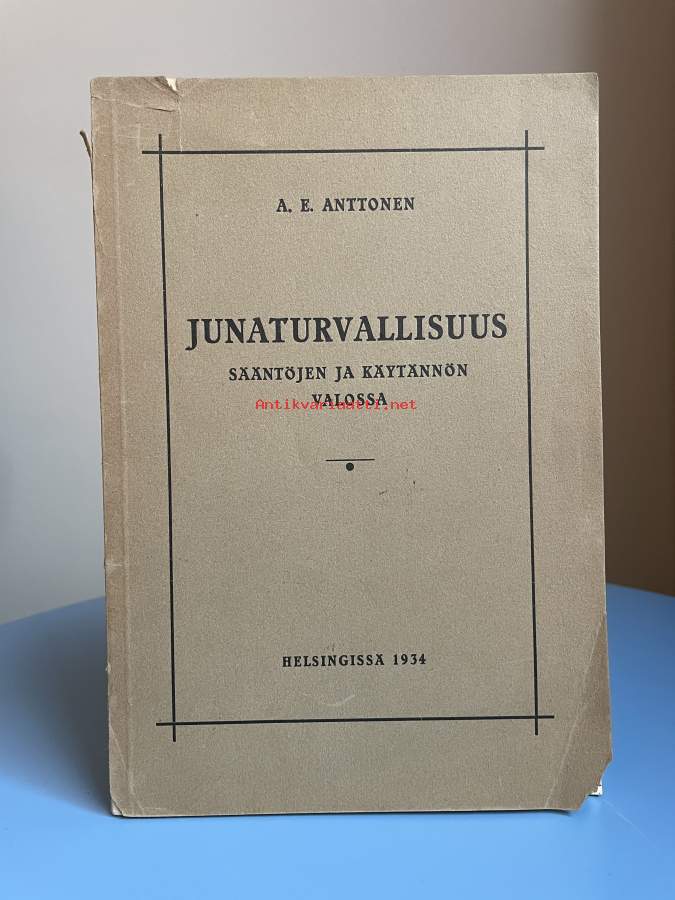 A. E. ANTTONEN
JUNATURVALLISUUS
SÄÄNTÖJEN JA KÄYTÄNNÖN
VALOSSA
Antikvariaatti.net
HELSINGISSÄ 1934